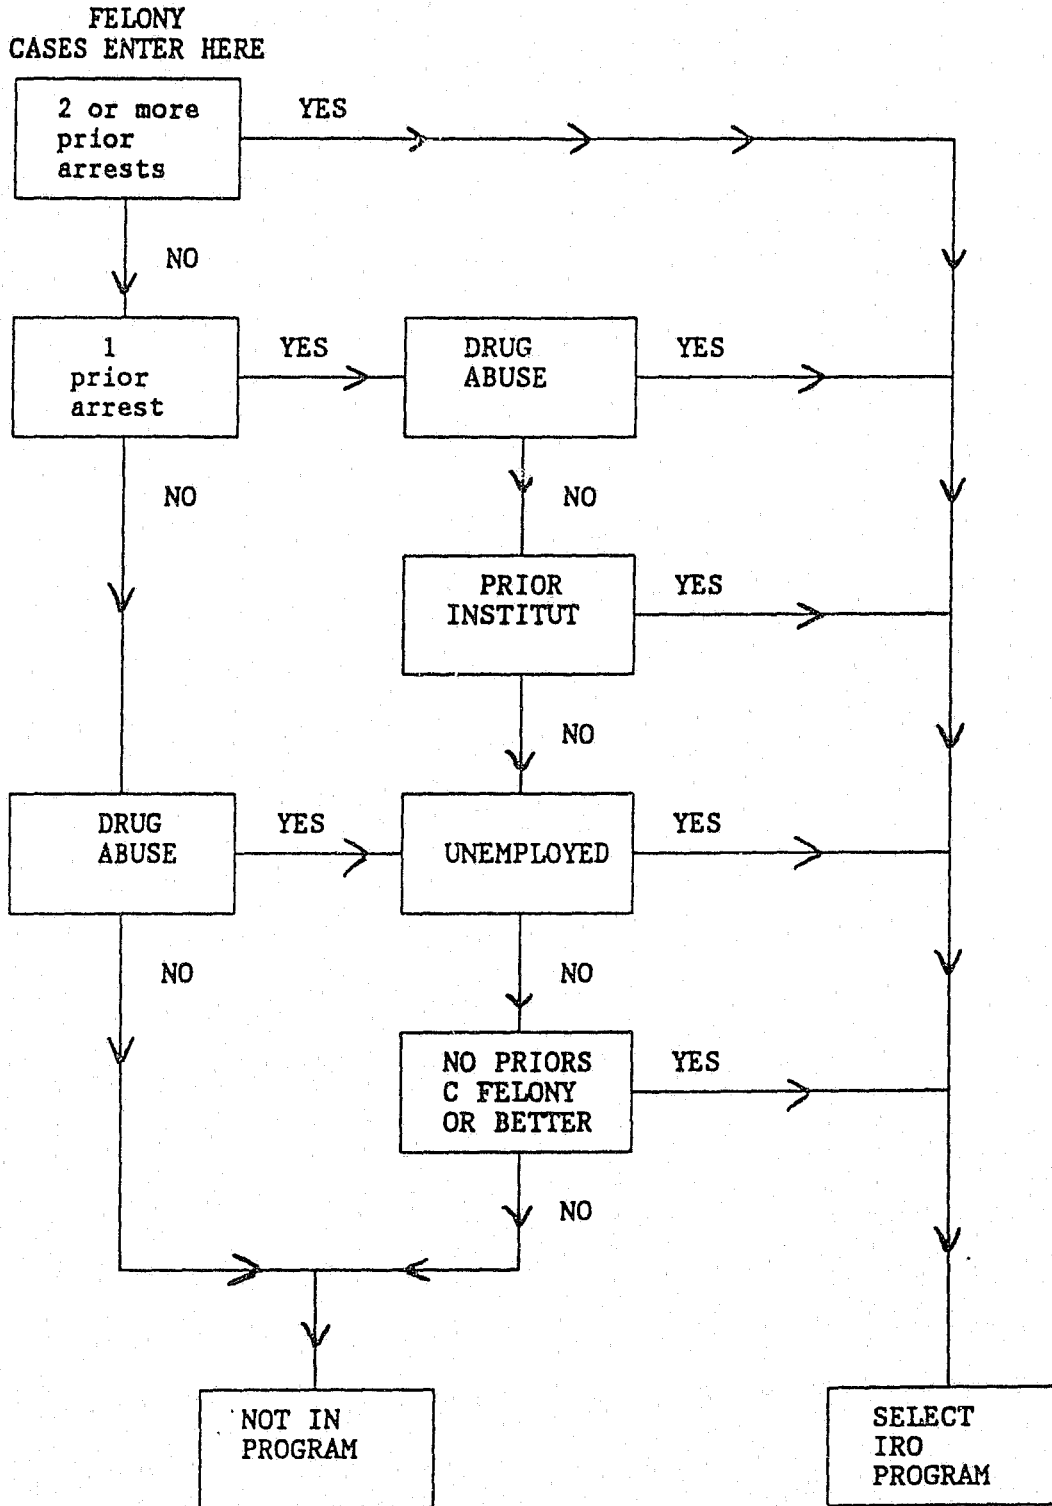 FELONY
CASES ENTER HERE
2 or more
prior
arrests
YES
NO
1
prior
arrest
YES
DRUG
ABUSE
YES
NO
NO
PRIOR
INSTITUT
YES
NO
DRUG
ABUSE
YES
UNEMPLOYED
YES
NO
NO
NO PRIORS
C FELONY
OR BETTER
YES
NO
NOT IN
PROGRAM
SELECT
IRO
PROGRAM